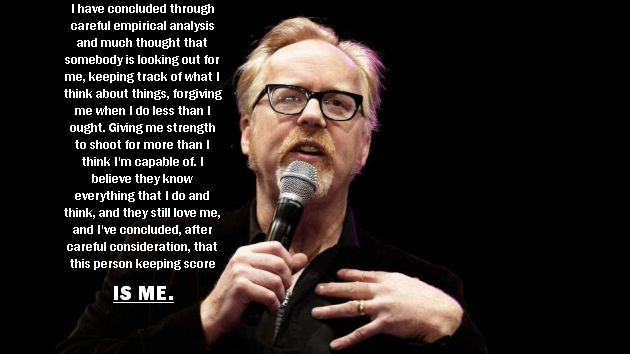 I have concluded through
careful empirical analysis
and much thought that
somebody is looking out for
me, keeping track of what I
think about things, forgiving
me when I do less than I
ought. Giving me strength
to shoot for more than I
think I'm capable of. I
believe they know
everything that I do and
think, and they still love me,
and I've concluded, after
careful consideration, that
this person keeping score
IS ME.